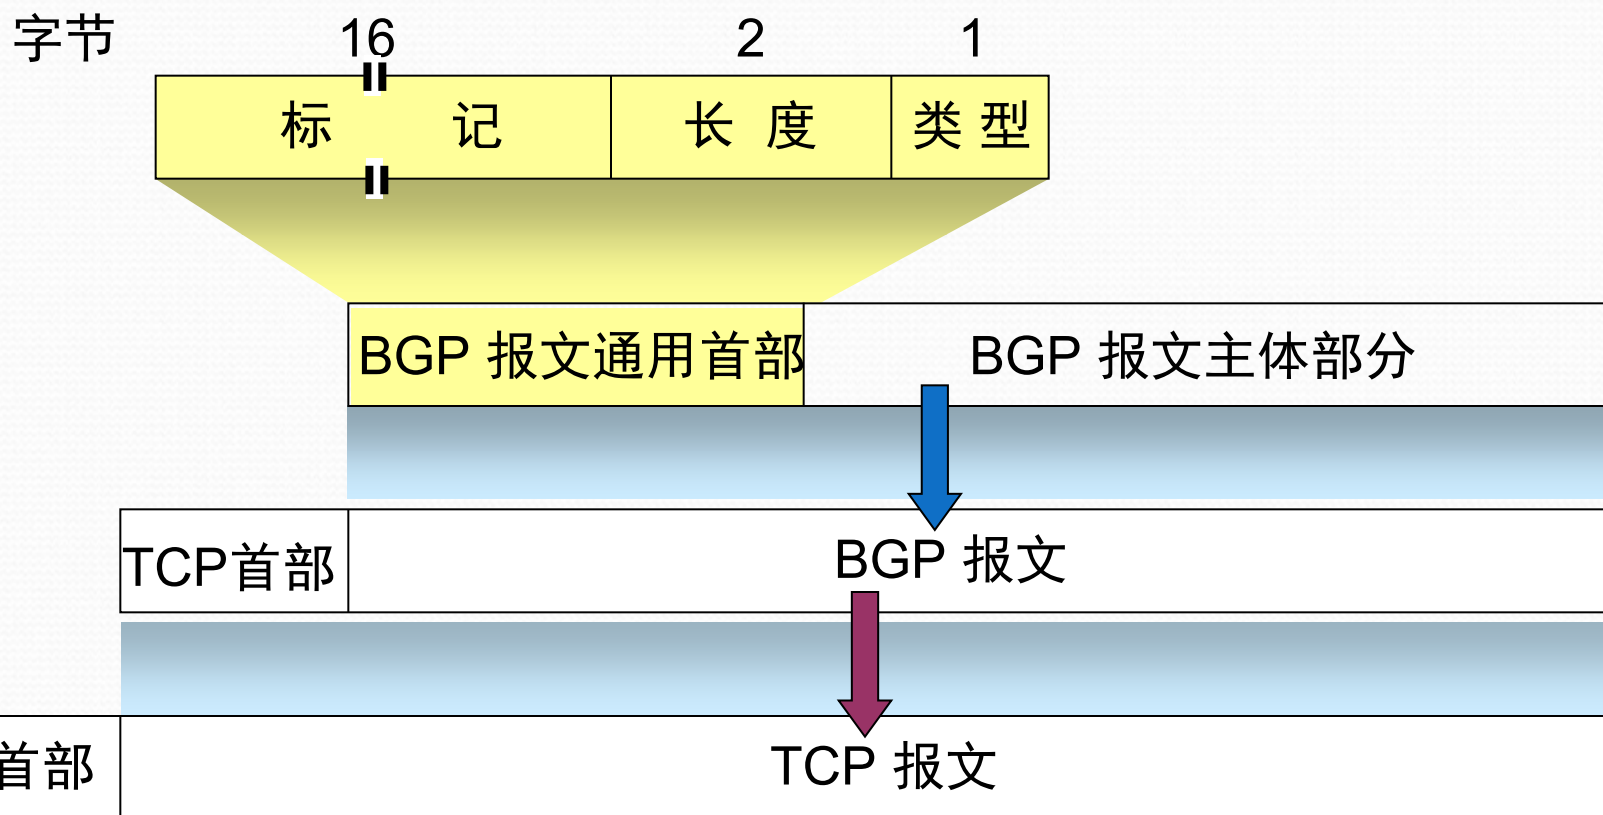 字节 16 2 1
标 记 长 度 类 型
BGP 报文通用首部 BGP 报文主体部分
TCP首部 BGP 报文
首部 TCP 报文